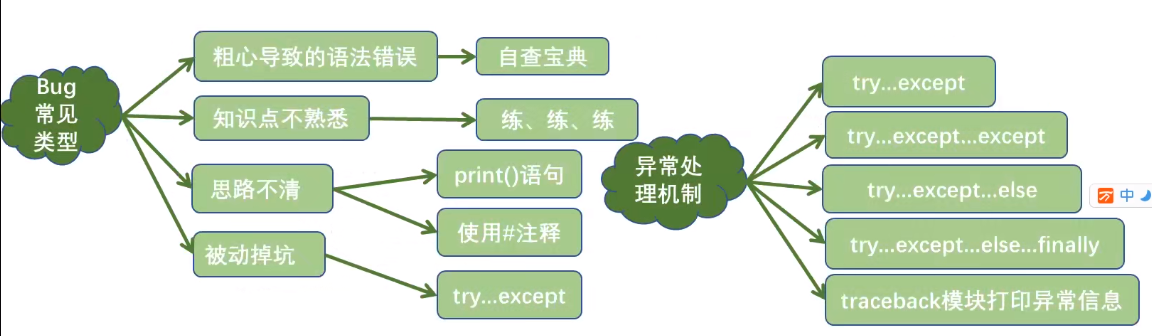 Bug
常见
类型
粗心导致的语法错误
自查宝典
知识点不熟悉
练、练、练
思路不清
print()语句
使用#注释
被动掉坑
try...except
异常处
理机制
try...except
try...except...except
try...except...else
try...except...else...finally
traceback模块打印异常信息
中